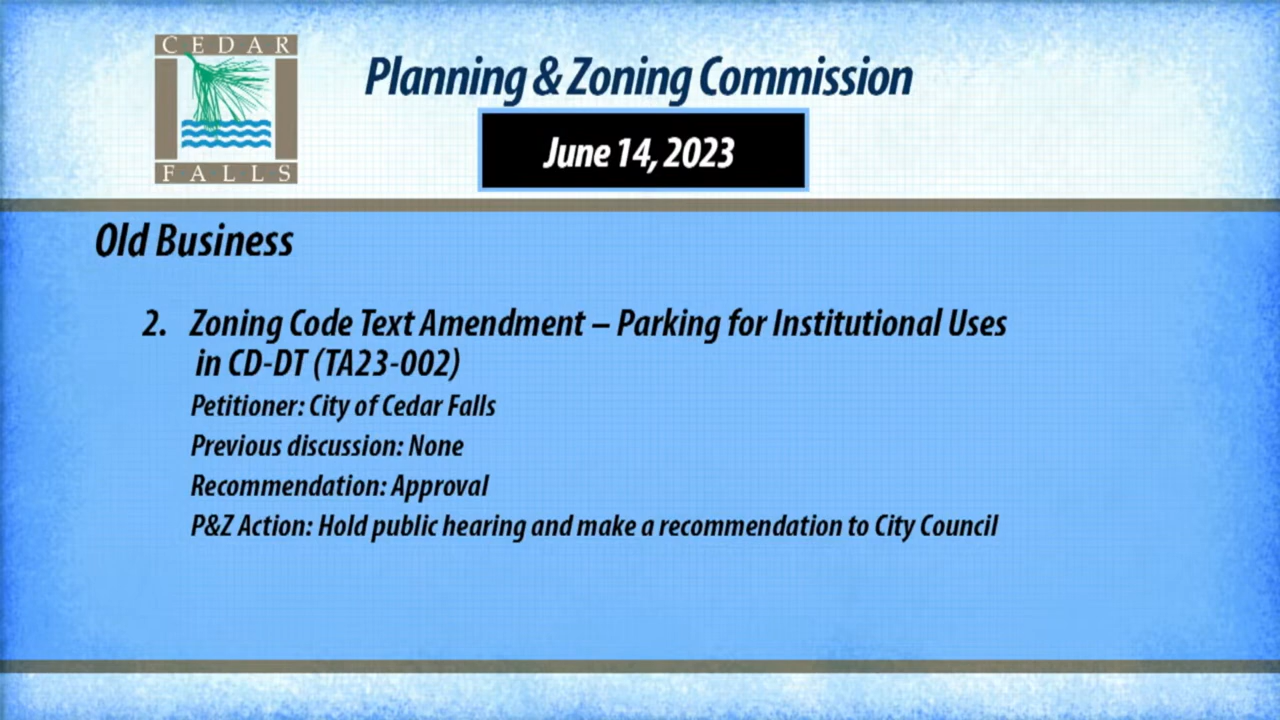 CEDAR
FALLS
Planning & Zoning Commission
June 14, 2023
Old Business
2. Zoning Code Text Amendment – Parking for Institutional Uses
in CD-DT (TA23-002)
Petitioner: City of Cedar Falls
Previous discussion: None
Recommendation: Approval
P&Z Action: Hold public hearing and make a recommendation to City Council